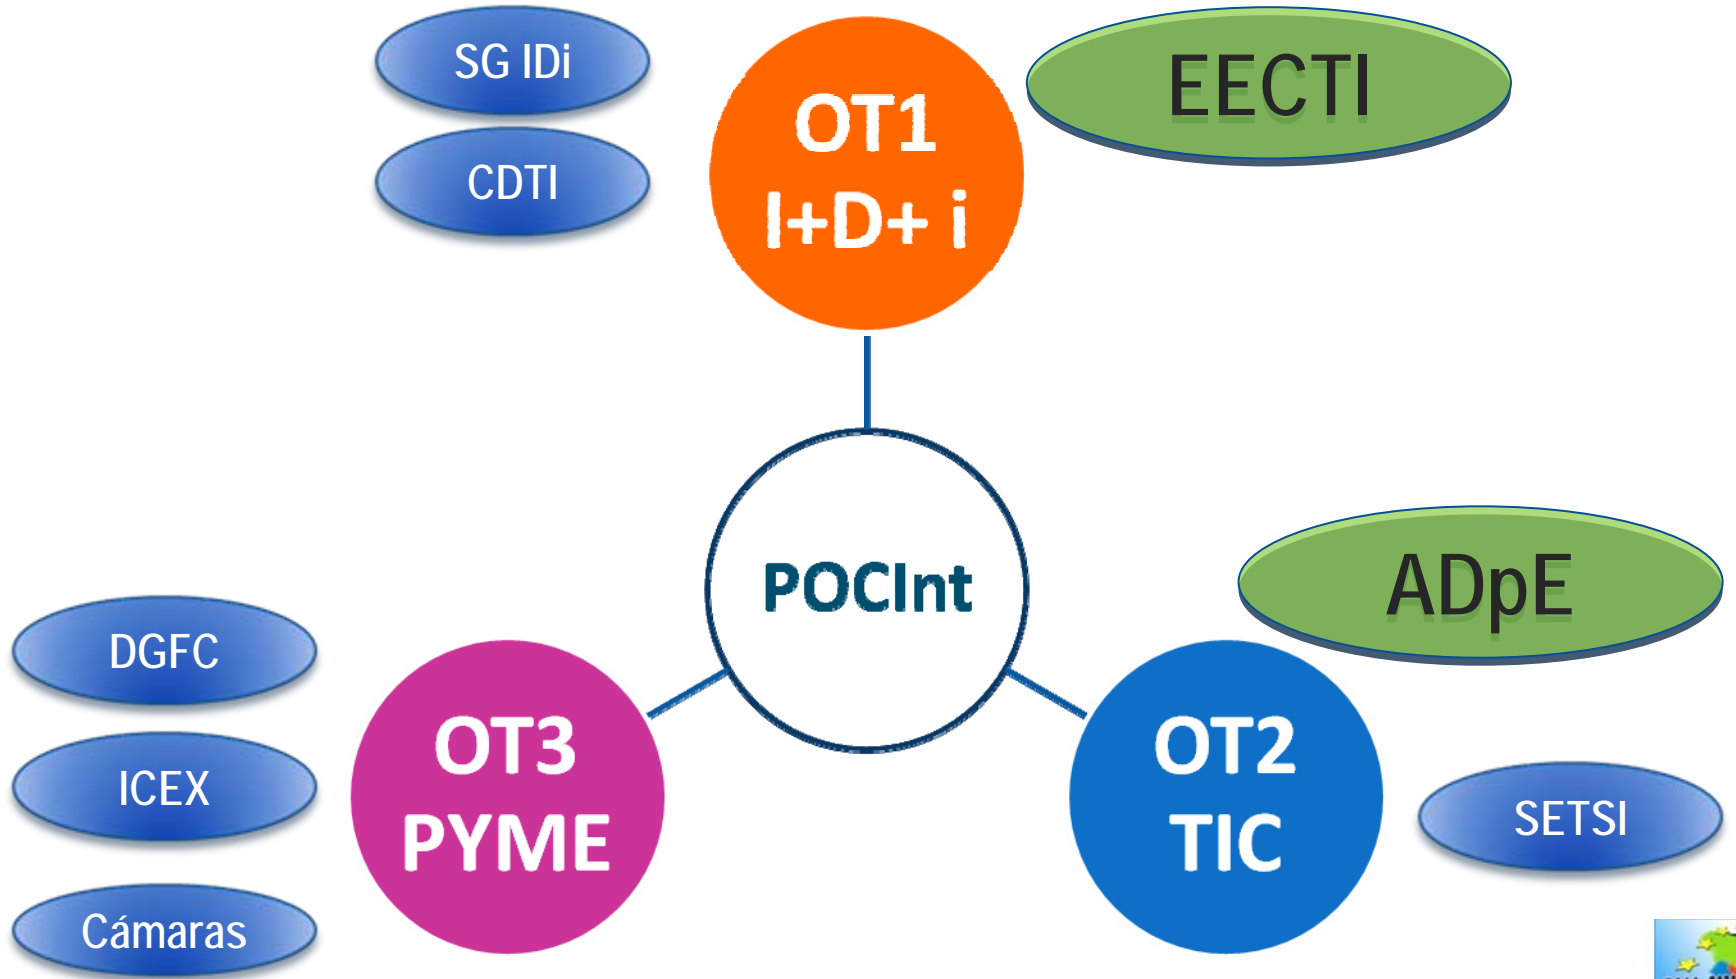 SG IDi
CDTI
OT1
I+D+ i
EECTI
POCInt
ADpE
DGFC
ICEX
Cámaras
OT3
PYME
OT2
TIC
SETSI